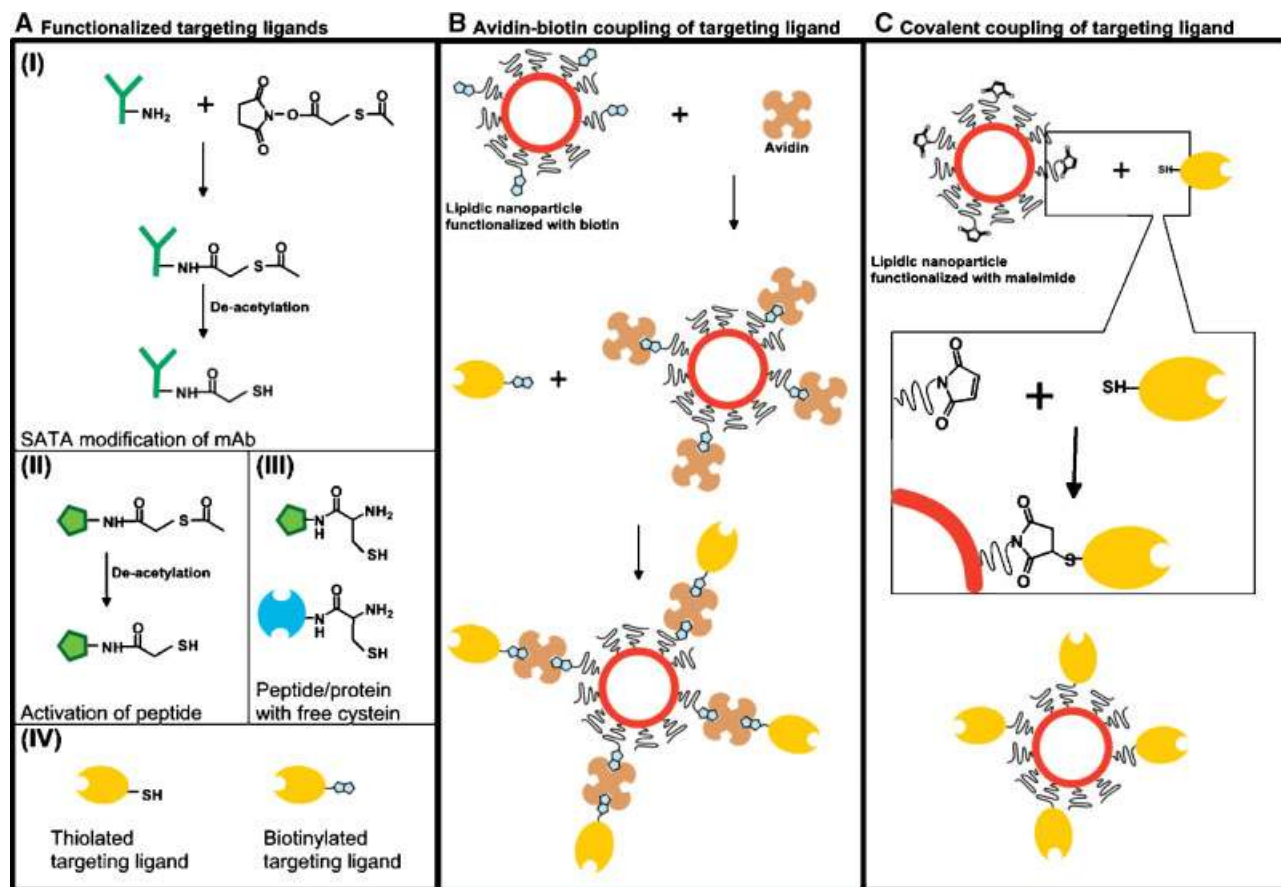 A Functionalized targeting ligands
(I)
NH2
+
O
N
O
O
O
S
O
NH
O
S
O
De-acetylation
NH
O
SH
SATA modification of mAb
(II)
NH
O
S
O
De-acetylation
NH
O
SH
Activation of peptide
(III)
O
NH2
N
H
SH
O
NH2
N
H
SH
Peptide/protein
with free cystein
(IV)
SH
Thiolated
targeting ligand
Biotinylated
targeting ligand
B Avidin-biotin coupling of targeting ligand
+
Avidin
Lipidic nanoparticle
functionalized with biotin
+
C Covalent coupling of targeting ligand
+
SH
Lipidic nanoparticle
functionalized with maleimide
O
N
O
+
SH
O
N
O
S